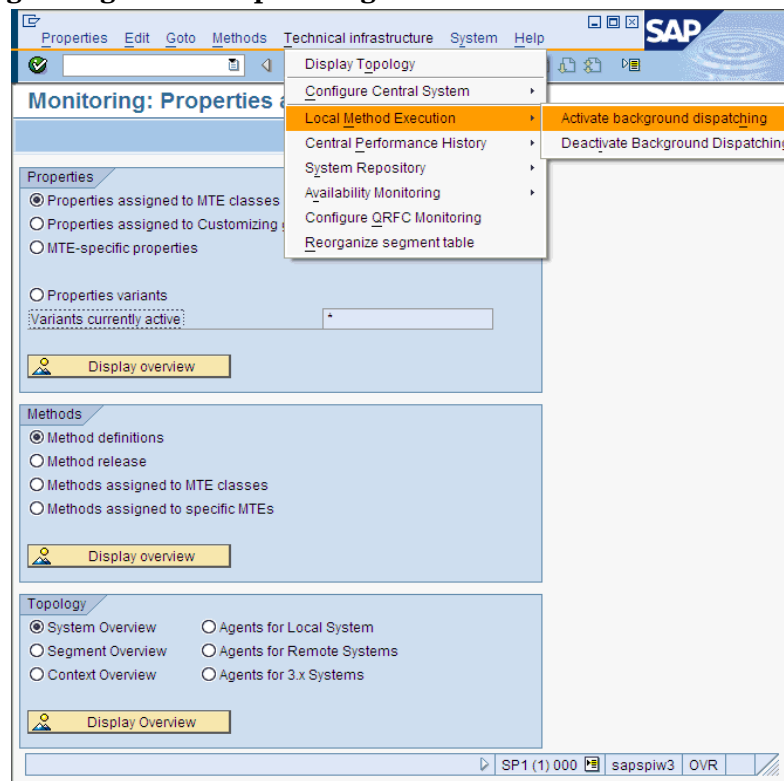 Properties Edit Goto Methods Technical infrastructure System Help
SAP
Display Topology
Configure Central System
Local Method Execution
Central Performance History
System Repository
Availability Monitoring
Configure QRFC Monitoring
Reorganize segment table
Activate background dispatching
Deactivate Background Dispatching
Monitoring: Properties
Properties
Properties assigned to MTE classes
Properties assigned to Customizing
MTE-specific properties
Properties variants
Variants currently active *
Display overview
Methods
Method definitions
Method release
Methods assigned to MTE classes
Methods assigned to specific MTEs
Display overview
Topology
System Overview Agents for Local System
Segment Overview Agents for Remote Systems
Context Overview Agents for 3.x Systems
Display Overview
SP1 (1) 000 sapspiw3 OVR